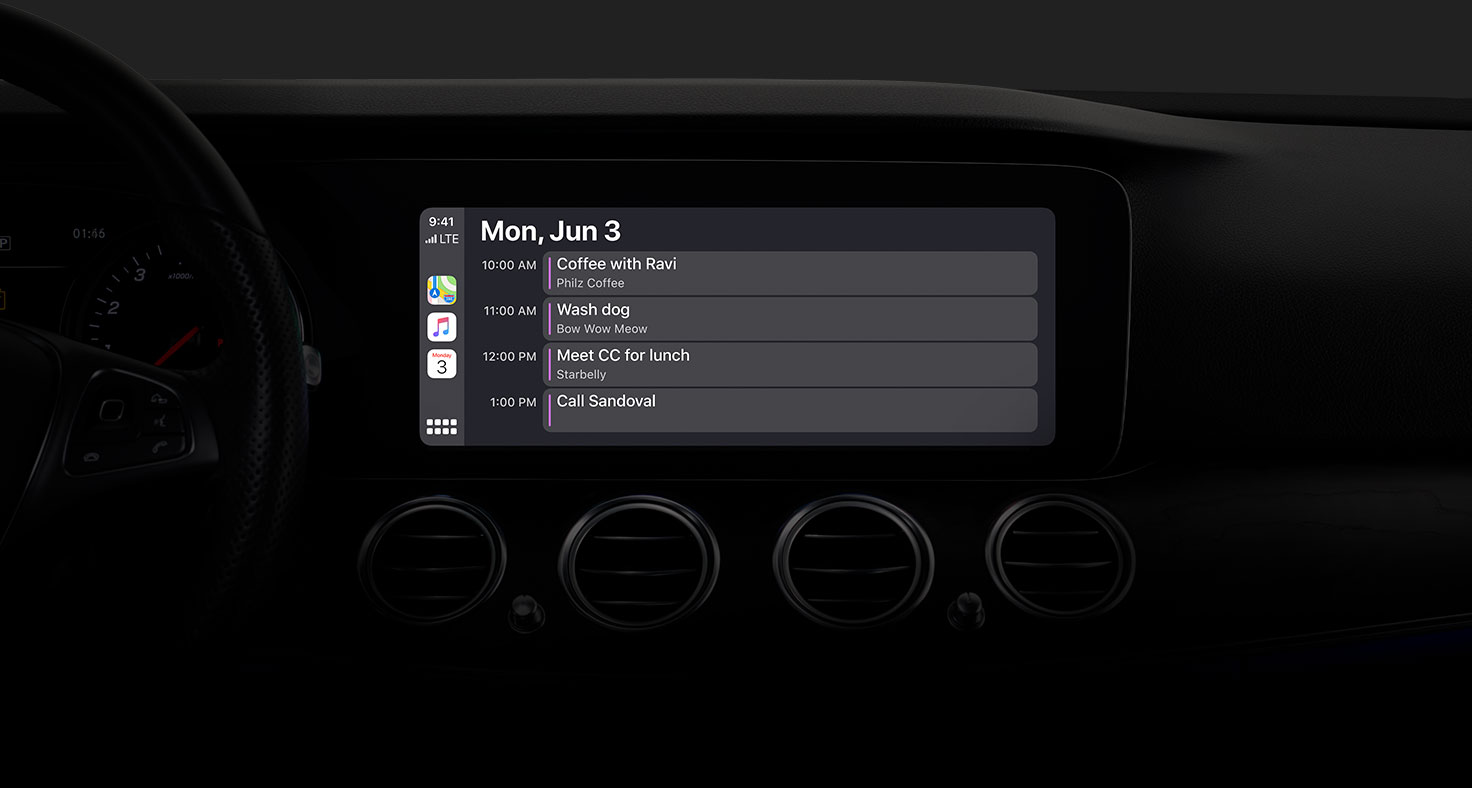 9:41
LTE
Monday
3
Mon, Jun 3
10:00 AM
Coffee with Ravi
Philz Coffee
11:00 AM
Wash dog
Bow Wow Meow
12:00 PM
Meet CC for lunch
Starbelly
1:00 PM
Call Sandoval
P
01:46
3
x1000/
2
1